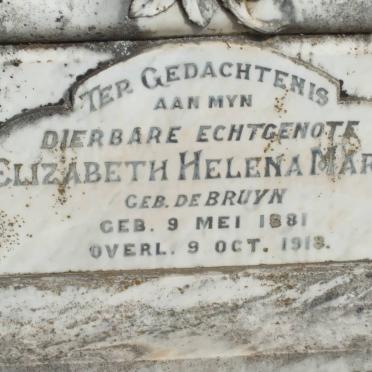 TER GEDACHTENIS
AAN MYN
DIERBARE ECHTGENOTE
ELIZABETH HELENA MAR
GEB. DE BRUYN
GEB. 9 MEI 1881
OVERL. 9 OCT. 1918.